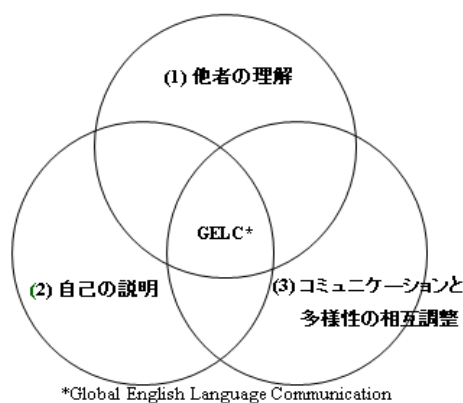 (1) 他者の理解
GELC*
(2) 自己の説明
(3) コミュニケーションと
多様性の相互調整
*Global English Language Communication